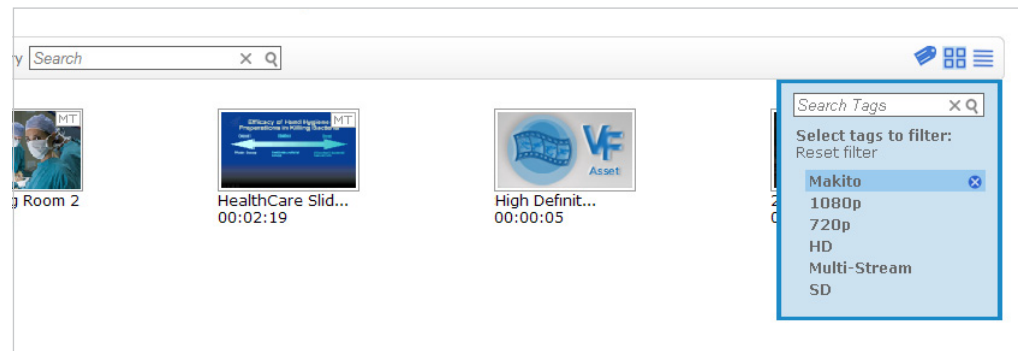 ry Search
Search Tags
Select tags to filter:
Reset filter
Makito
1080p
720p
HD
Multi-Stream
SD
MT
g Room 2
Efficacy of Hand Hygiene
Preparations in Killing Bacteria
MT
HealthCare Slid...
00:02:19
VF
Asset
High Definit...
00:00:05